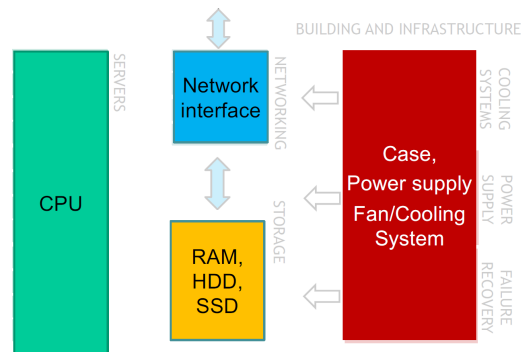 BUILDING AND INFRASTRUCTURE
SERVERS
CPU
Network
interface
NETWORKING
RAM,
HDD,
SSD
STORAGE
Case,
Power supply
Fan/Cooling
System
COOLING
SYSTEMS
POWER
SUPPLY
FAILURE
RECOVERY